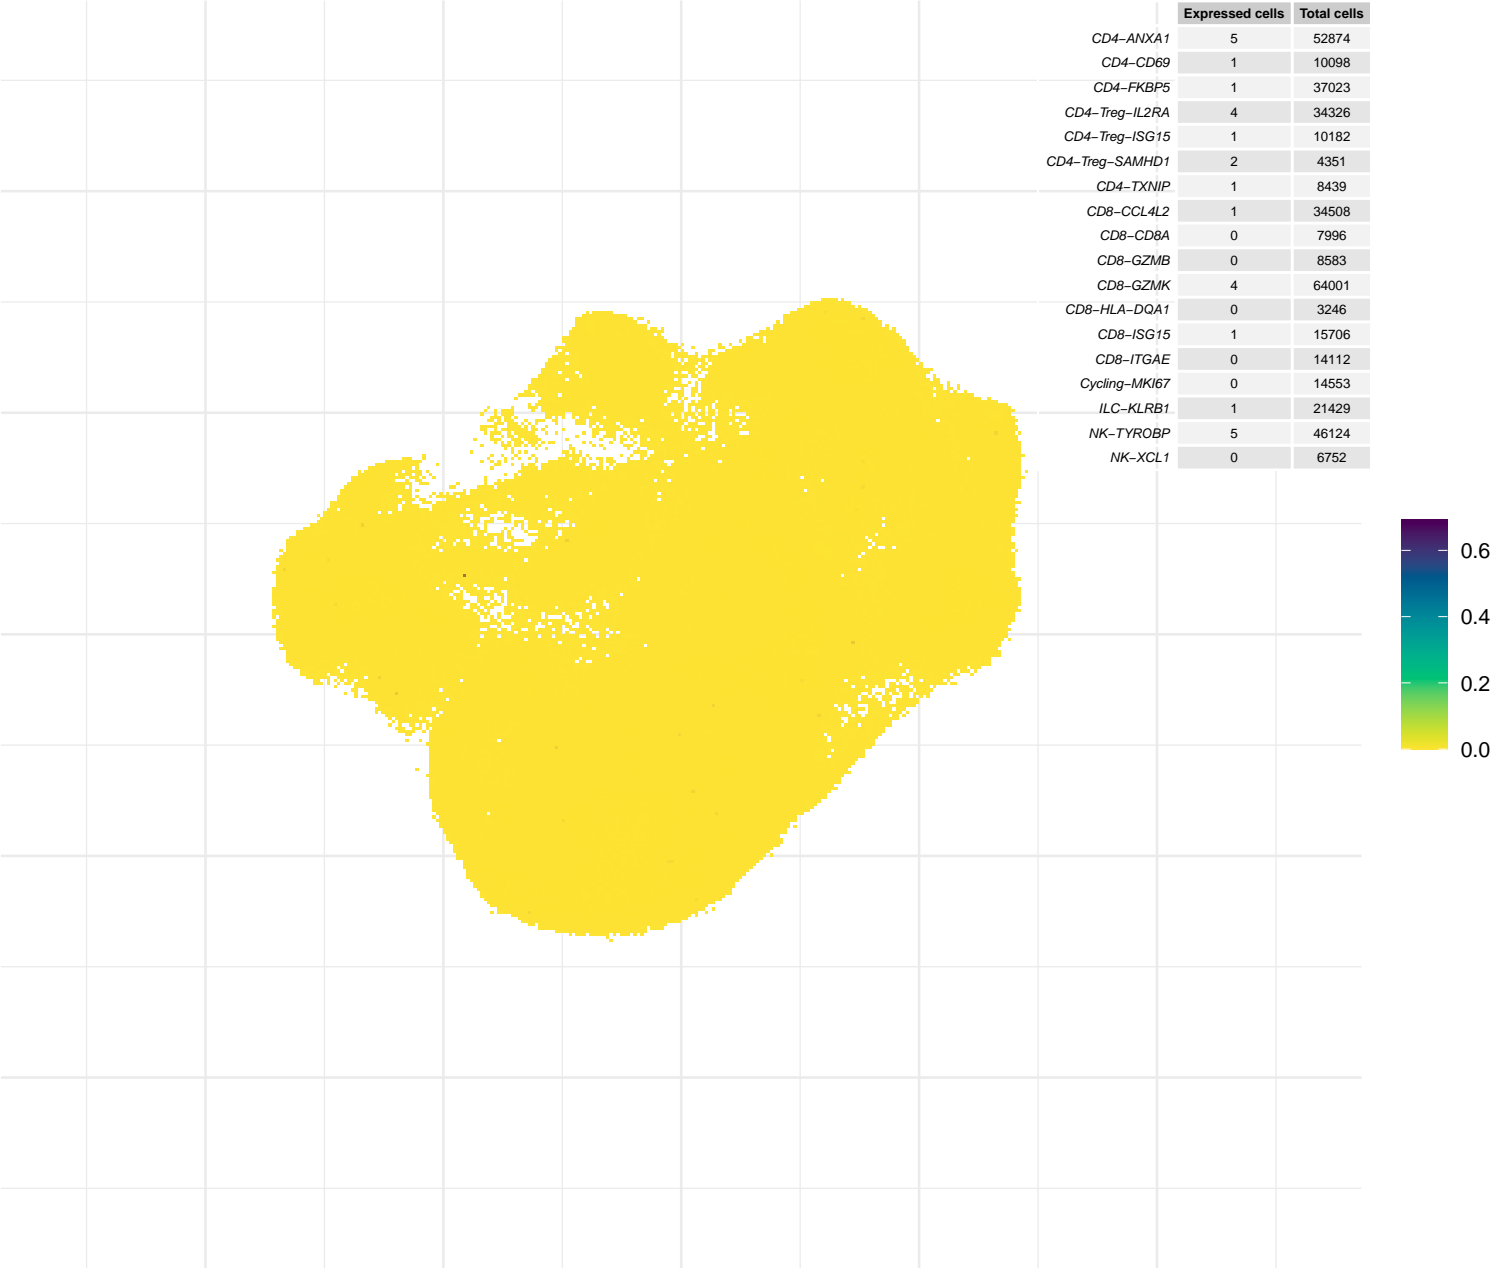 Expressed cells Total cells
CD4−ANXA1 5 52874
CD4−CD69 1 10098
CD4−FKBP5 1 37023
CD4−Treg−IL2RA 4 34326
CD4−Treg−ISG15 1 10182
CD4−Treg−SAMHD1 2 4351
CD4−TXNIP 1 8439
CD8−CCL4L2 1 34508
CD8−CD8A 0 7996
CD8−GZMB 0 8583
CD8−GZMK 4 64001
CD8−HLA−DQA1 0 3246
CD8−ISG15 1 15706
CD8−ITGAE 0 14112
Cycling−MKI67 0 14553
ILC−KLRB1 1 21429
NK−TYROBP 5 46124
NK−XCL1 0 6752
0.6
0.4
0.2
0.0